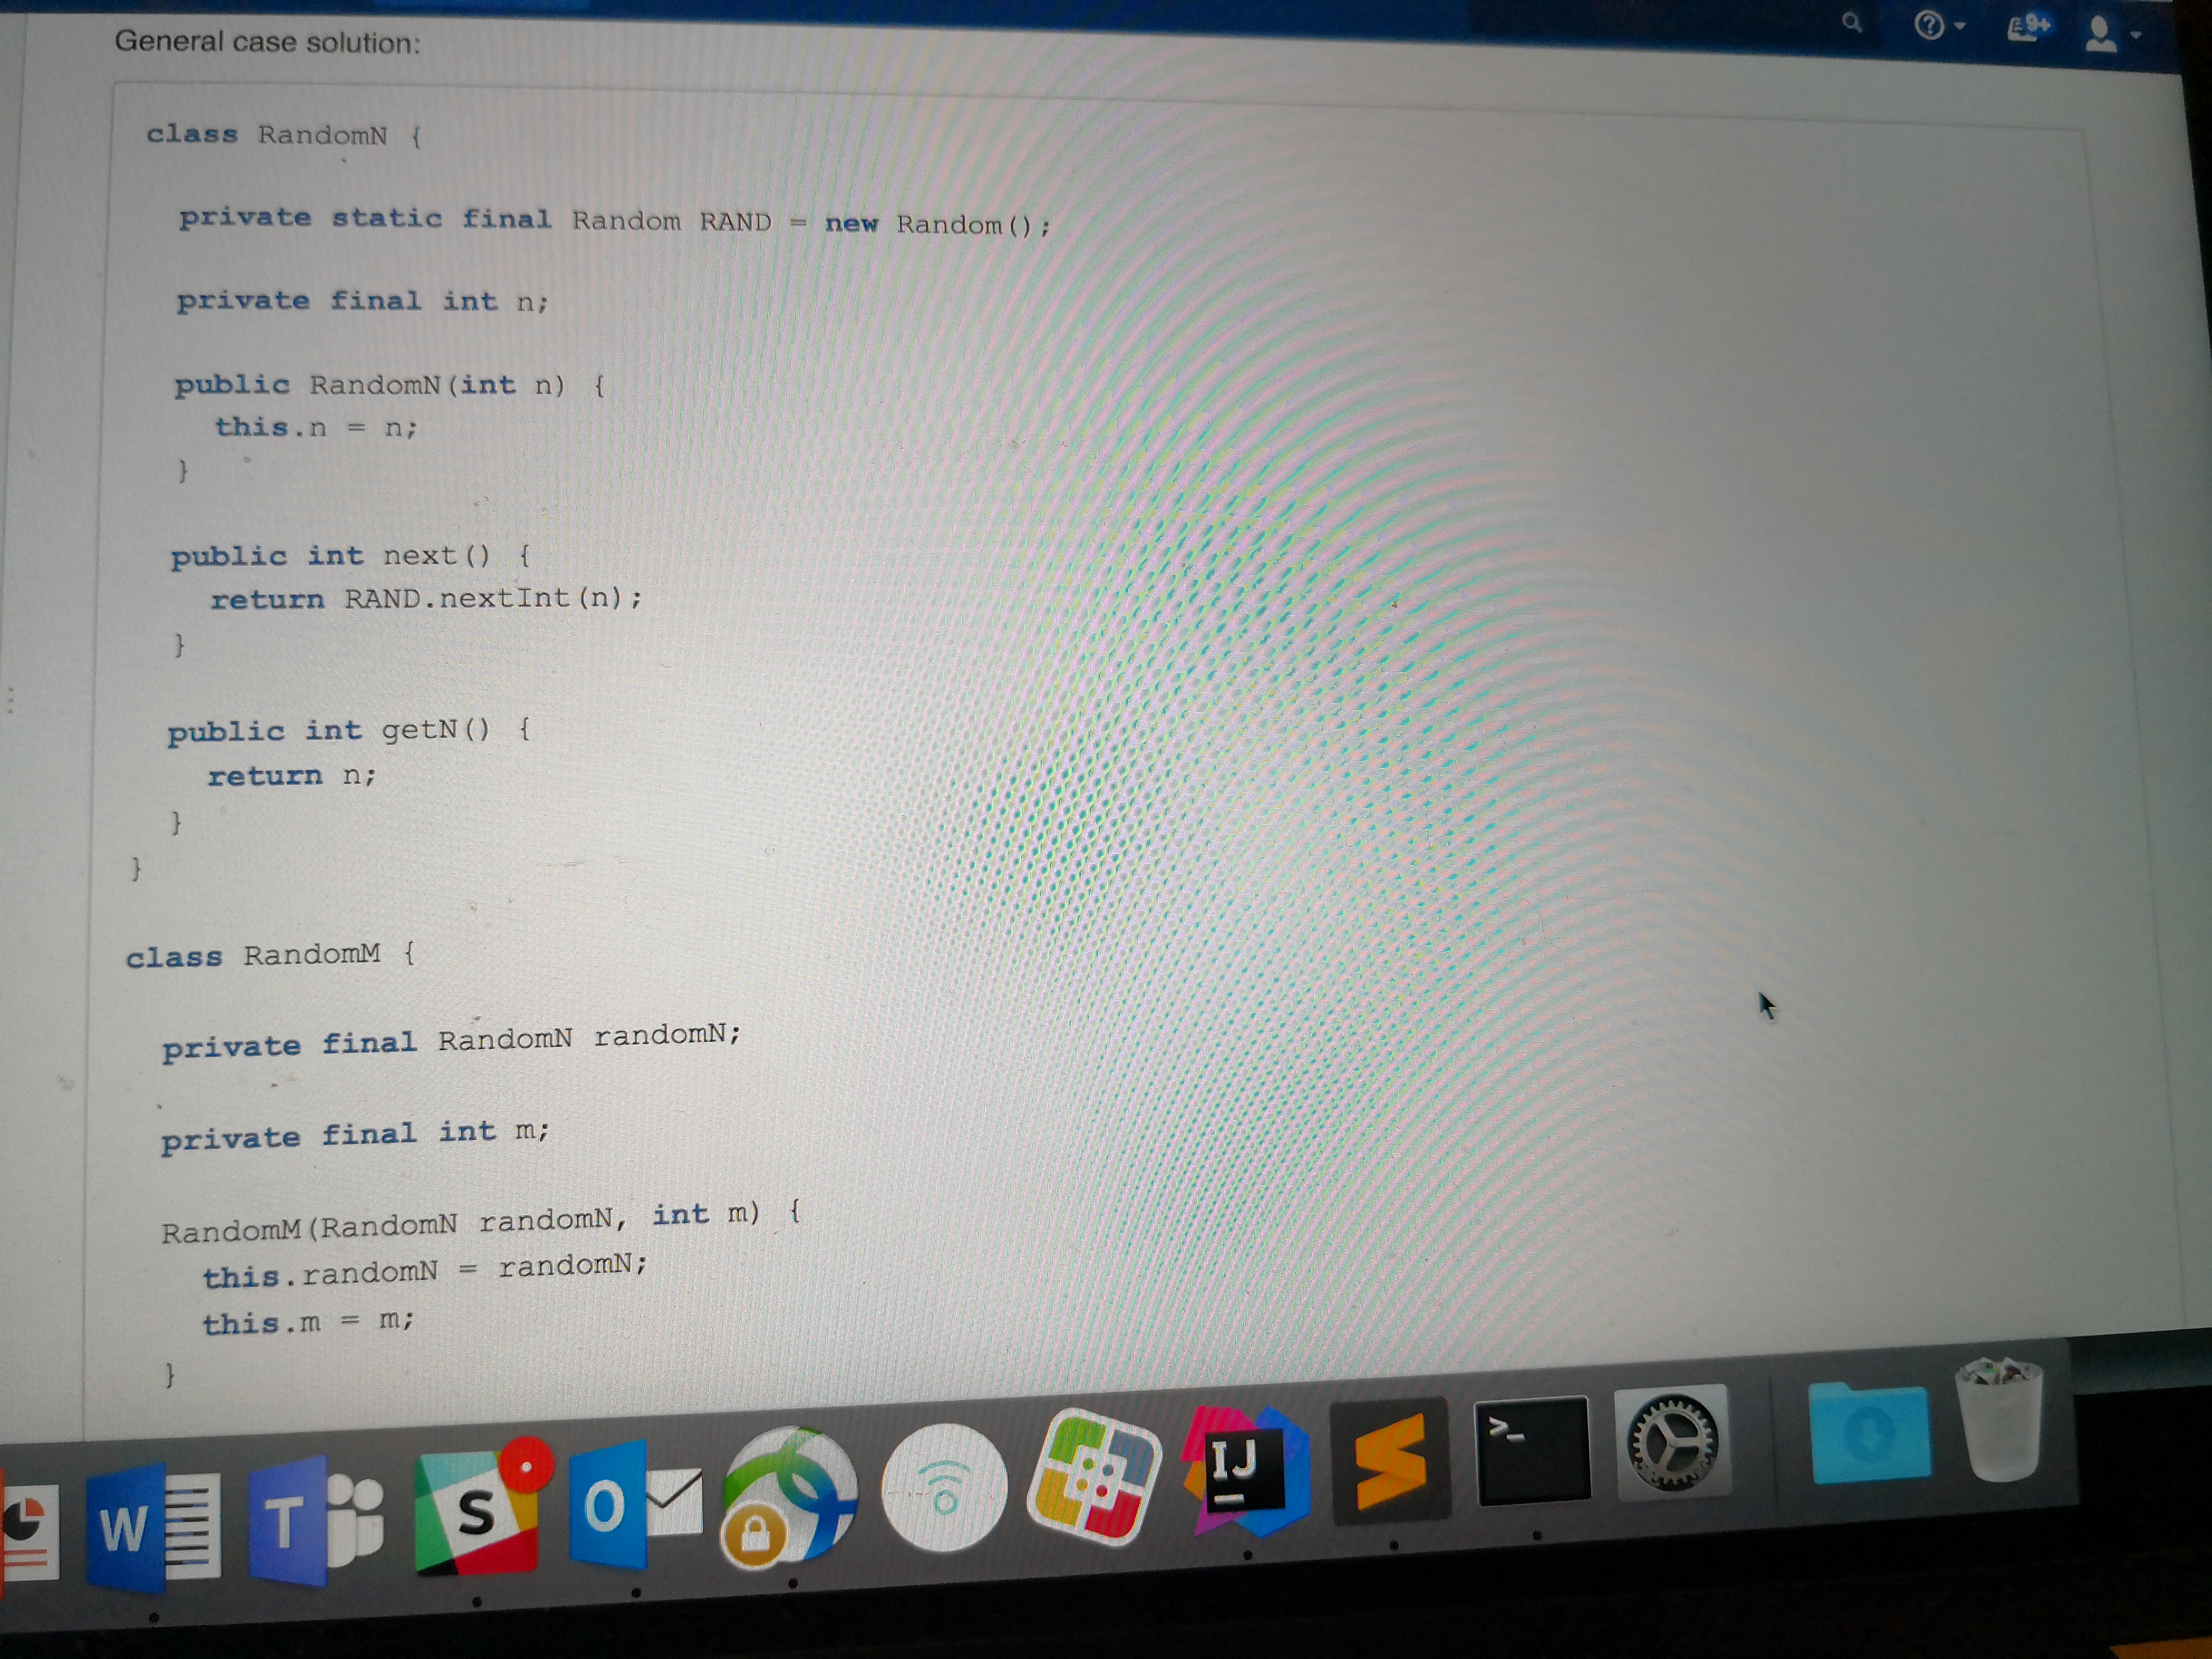 General case solution:
9+
class RandomN {
private static final Random RAND = new Random();
private final int n;
public RandomN(int n) {
this.n = n;
}
public int next() {
return RAND.nextInt(n);
}
public int getN() {
return n;
}
}
class RandomM {
private final RandomN randomN;
private final int m;
RandomM(RandomN randomN, int m) {
this.randomN = randomN;
this.m = m;
}
W
T
S
O
IJ
>_